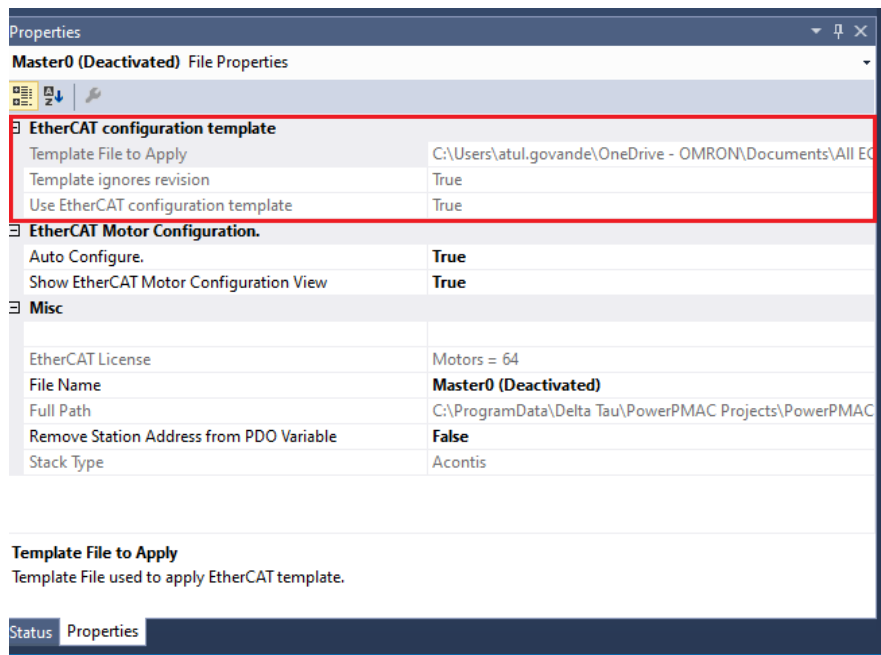 Properties
Master0 (Deactivated) File Properties
EtherCAT configuration template
Template File to Apply C:\Users\atul.govande\OneDrive - OMRON\Documents\All
Template ignores revision True
Use EtherCAT configuration template True
EtherCAT Motor Configuration.
Auto Configure. True
Show EtherCAT Motor Configuration View True
Misc
EtherCAT License Motors = 64
File Name Master0 (Deactivated)
Full Path C:\ProgramData\Delta Tau\PowerPMAC Projects\PowerPMAC
Remove Station Address from PDO Variable False
Stack Type Acontis
Template File to Apply
Template File used to apply EtherCAT template.
Status Properties